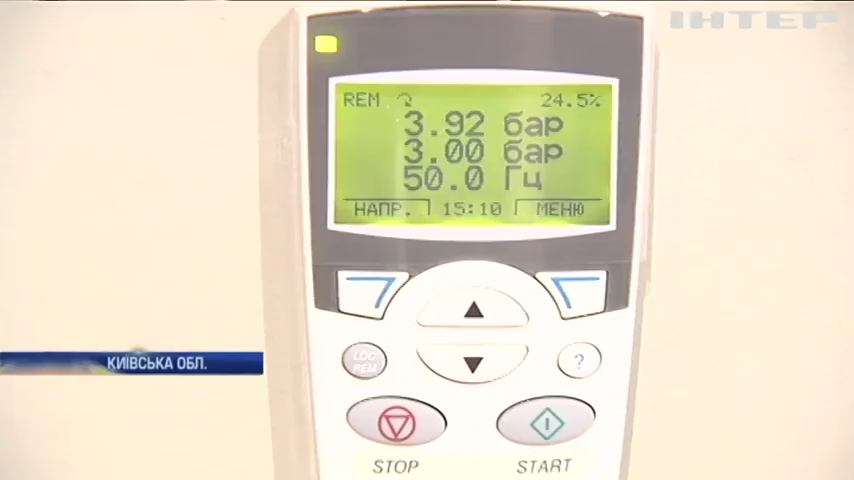 ІНТЕР
REM 24.5%
3.92 бар
3.00 бар
50.0 Гц
НАПР. 15:10 МЕНЮ
LOC
REM
?
КИЇВСЬКА ОБЛ.
STOP START